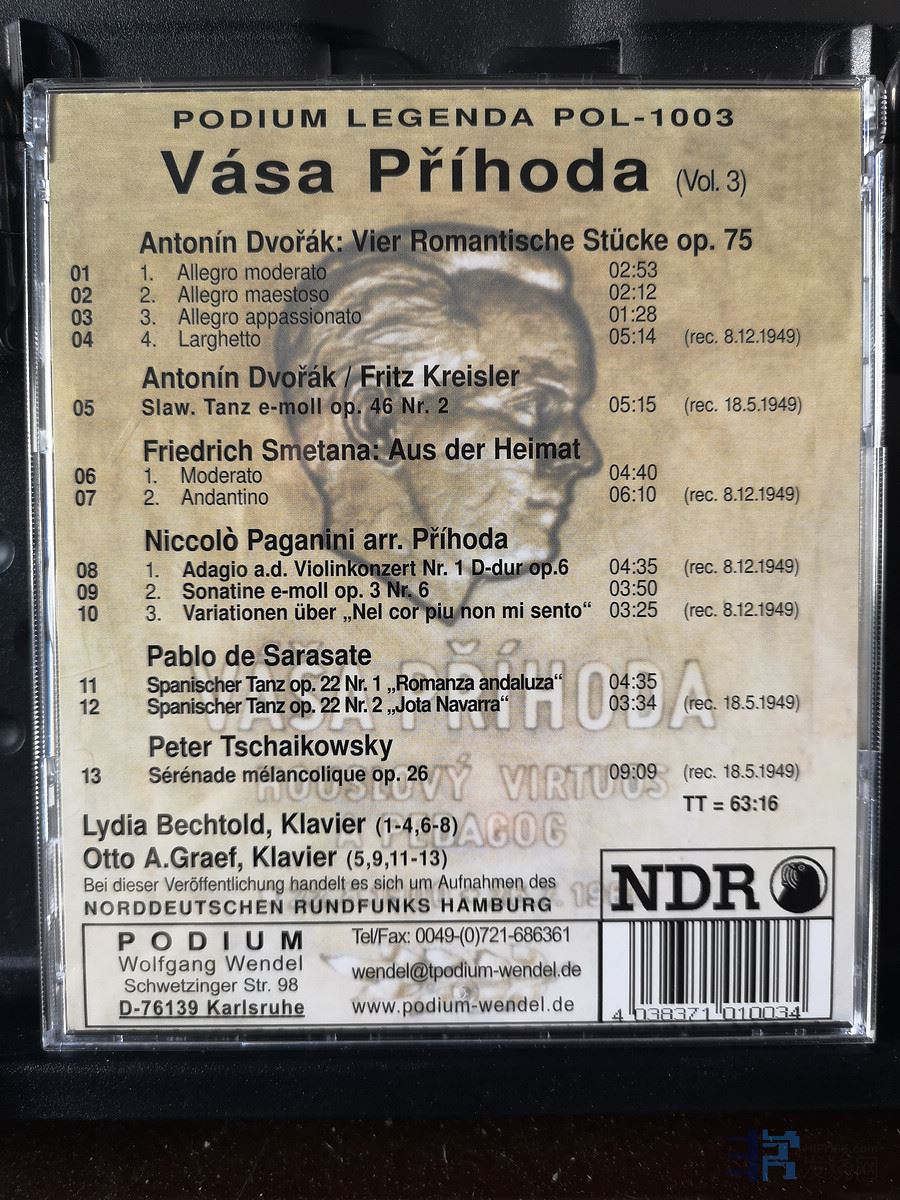 PODIUM LEGENDA POL-1003
Vása Příhoda (Vol. 3)
Antonín Dvořák: Vier Romantische Stücke op. 75
01 1. Allegro moderato 02:53
02 2. Allegro maestoso 02:12
03 3. Allegro appassionato 01:28
04 4. Larghetto 05:14 (rec. 8.12.1949)
Antonín Dvořák / Fritz Kreisler
05 Slaw. Tanz e-moll op. 46 Nr. 2 05:15 (rec. 18.5.1949)
Friedrich Smetana: Aus der Heimat
06 1. Moderato 04:40
07 2. Andantino 06:10 (rec. 8.12.1949)
Niccolò Paganini arr. Příhoda
08 1. Adagio a.d. Violinkonzert Nr. 1 D-dur op.6 04:35 (rec. 8.12.1949)
09 2. Sonatine e-moll op. 3 Nr. 6 03:50
10 3. Variationen über „Nel cor piu non mi sento“ 03:25 (rec. 8.12.1949)
Pablo de Sarasate
11 Spanischer Tanz op. 22 Nr. 1 „Romanza andaluza“ 04:35
12 Spanischer Tanz op. 22 Nr. 2 „Jota Navarra“ 03:34 (rec. 18.5.1949)
VÁŠA PŘÍHODA
Peter Tschaikowsky
13 Sérénade mélancolique op. 26 09:09 (rec. 18.5.1949)
HOUSLOVÝ VIRTUOS
TT = 63:16
Lydia Bechtold, Klavier (1-4,6-8)
A PEDAGOG
Otto A.Graef, Klavier (5,9,11-13)
Bei dieser Veröffentlichung handelt es sich um Aufnahmen des
NORDDEUTSCHEN RUNDFUNKS HAMBURG
NDR
PODIUM
Wolfgang Wendel
Schwetzinger Str. 98
D-76139 Karlsruhe
Tel/Fax: 0049-(0)721-686361
wendel@tpodium-wendel.de
www.podium-wendel.de
4 038371 010034